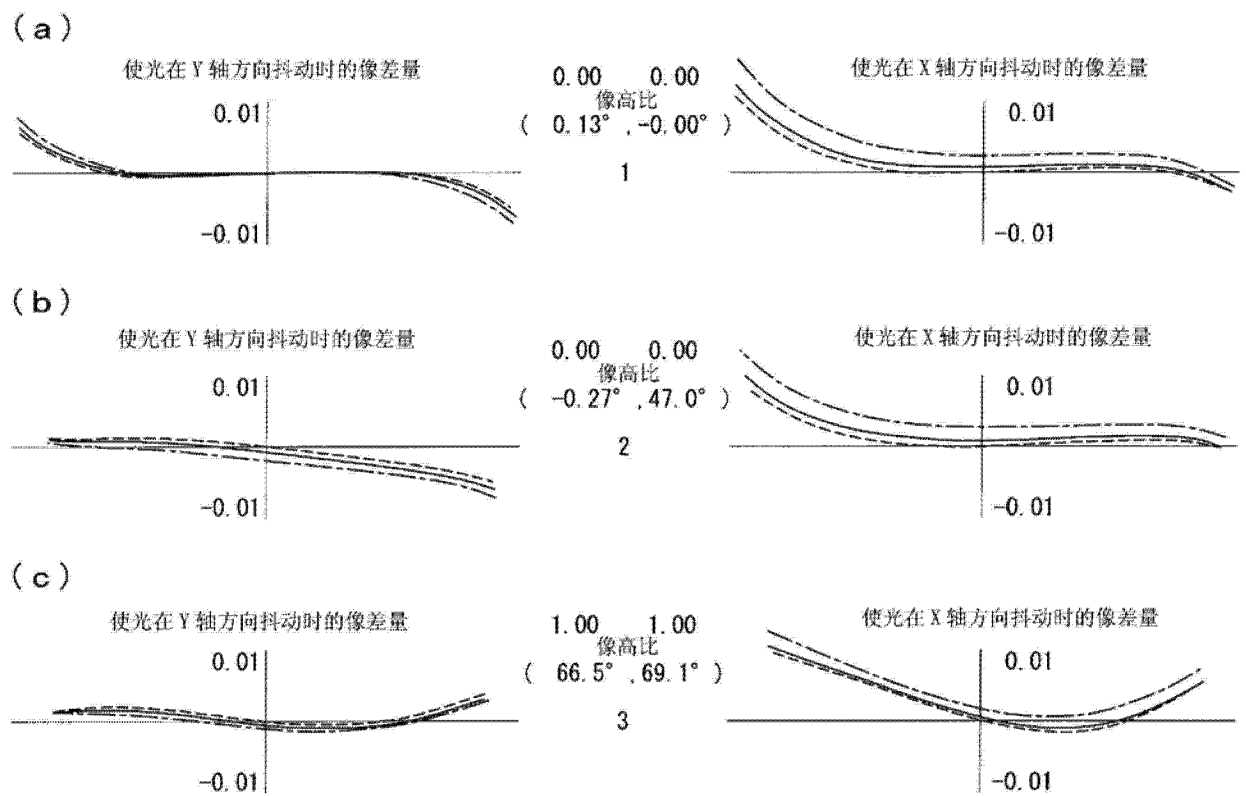 (a)
使光在Y轴方向抖动时的像差量
0.00 0.00
像高比
( 0.13° ,-0.00° )
使光在X轴方向抖动时的像差量
0.01
0.01
1
-0.01
-0.01
(b)
使光在Y轴方向抖动时的像差量
0.00 0.00
像高比
( -0.27° ,47.0° )
使光在X轴方向抖动时的像差量
0.01
0.01
2
-0.01
-0.01
(c)
使光在Y轴方向抖动时的像差量
1.00 1.00
像高比
( 66.5° ,69.1° )
使光在X轴方向抖动时的像差量
0.01
0.01
3
-0.01
-0.01